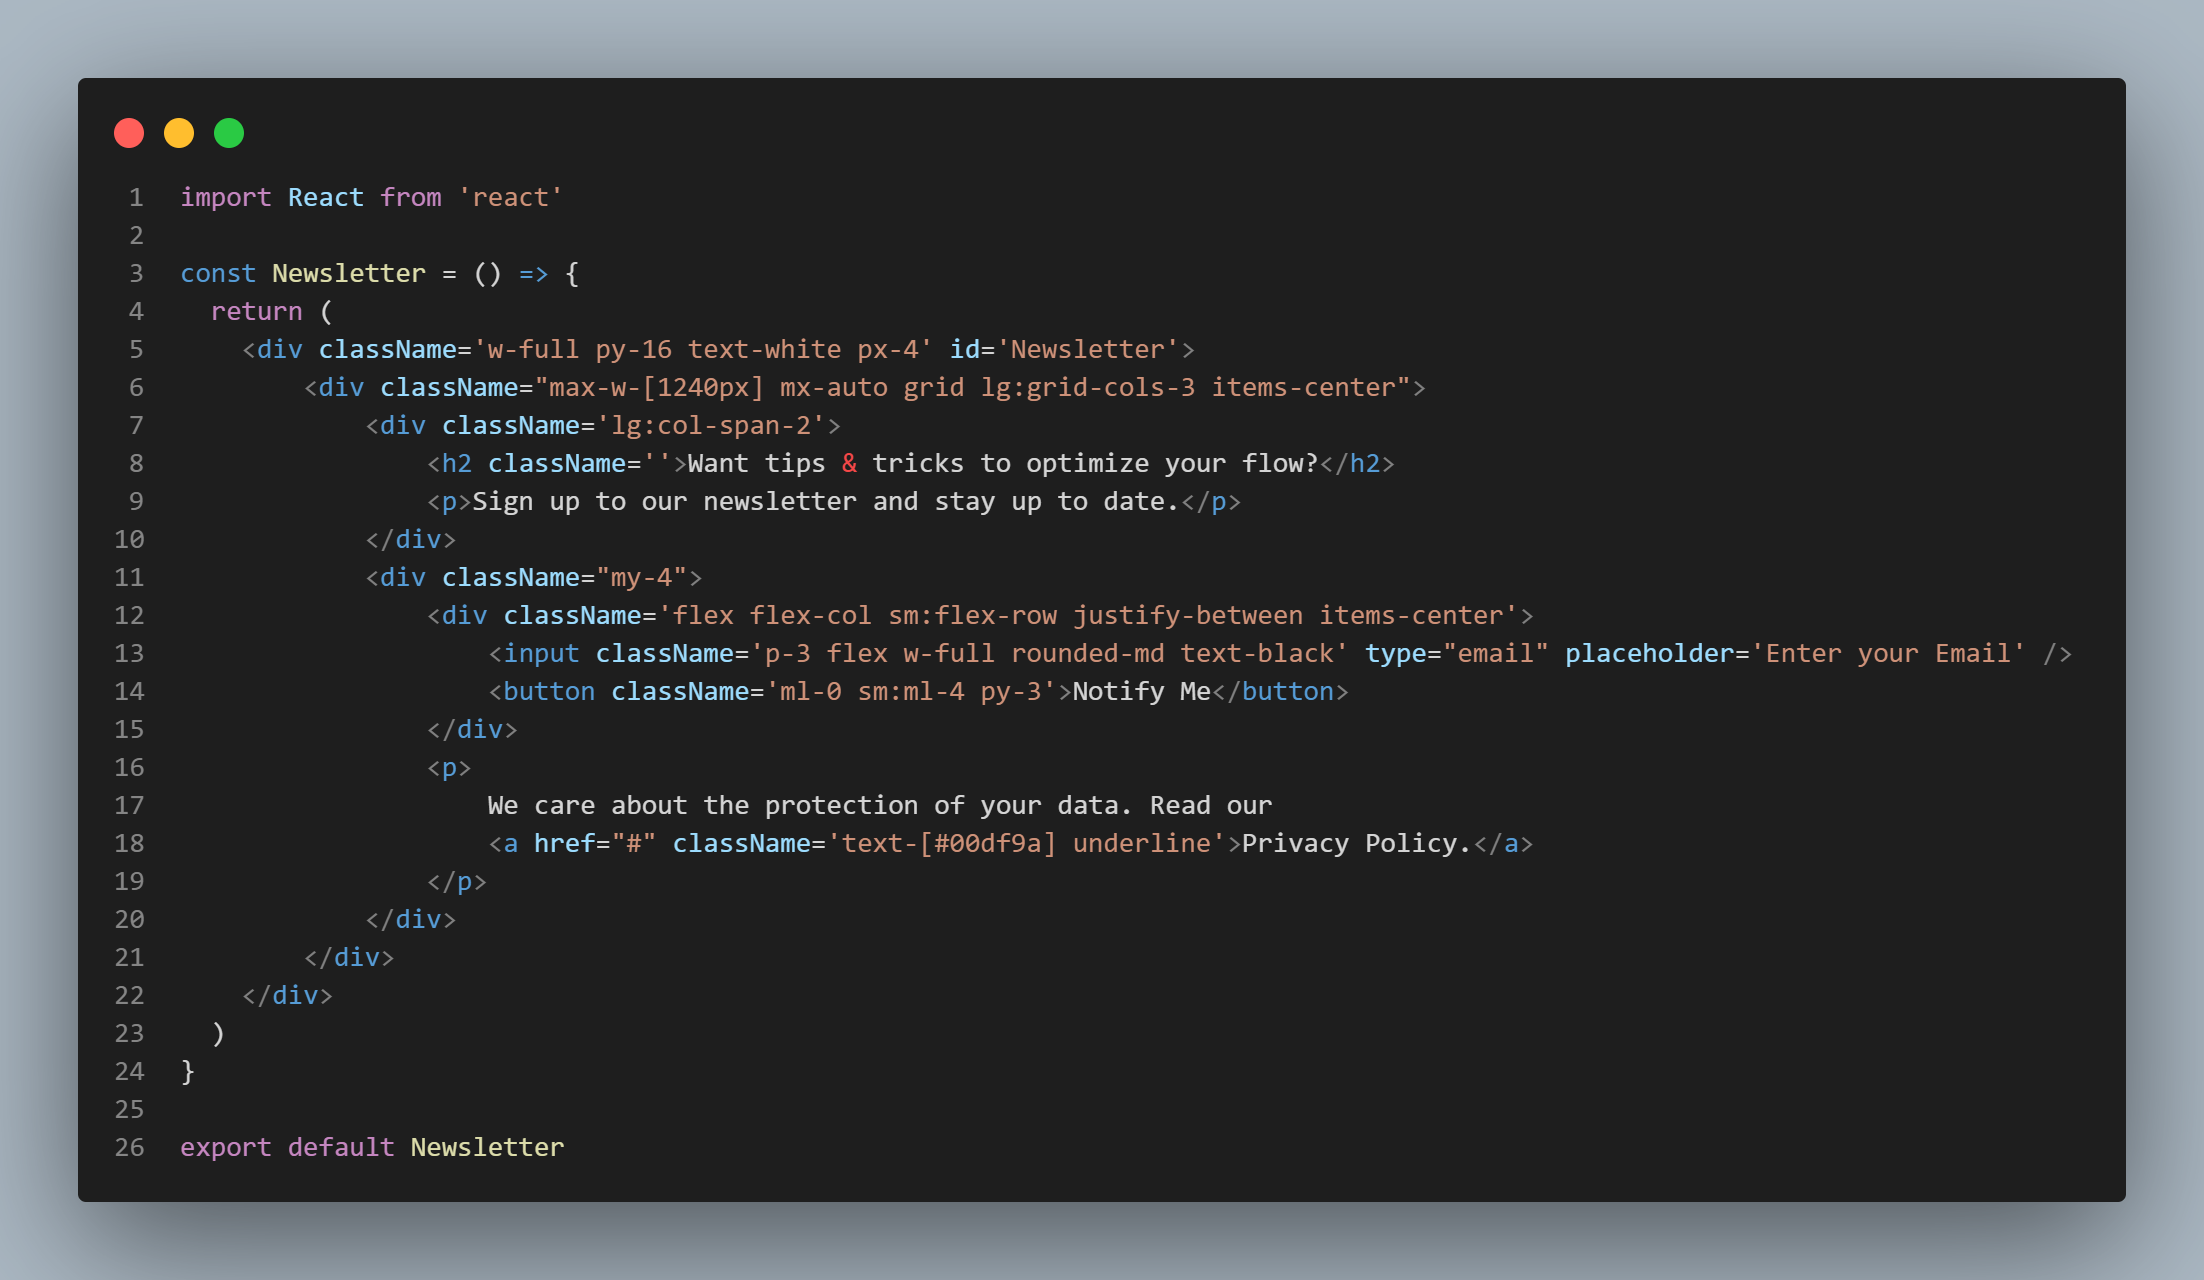 1 import React from 'react'
2
3 const Newsletter = () => {
4   return (
5     <div className='w-full py-16 text-white px-4' id='Newsletter'>
6         <div className="max-w-[1240px] mx-auto grid lg:grid-cols-3 items-center">
7             <div className='lg:col-span-2'>
8                 <h2 className=''>Want tips & tricks to optimize your flow?</h2>
9                 <p>Sign up to our newsletter and stay up to date.</p>
10             </div>
11             <div className="my-4">
12                 <div className='flex flex-col sm:flex-row justify-between items-center'>
13                     <input className='p-3 flex w-full rounded-md text-black' type="email" placeholder='Enter your Email' />
14                     <button className='ml-0 sm:ml-4 py-3'>Notify Me</button>
15                 </div>
16                 <p>
17                     We care about the protection of your data. Read our
18                     <a href="#" className='text-[#00df9a] underline'>Privacy Policy.</a>
19                 </p>
20             </div>
21         </div>
22     </div>
23   )
24 }
25
26 export default Newsletter